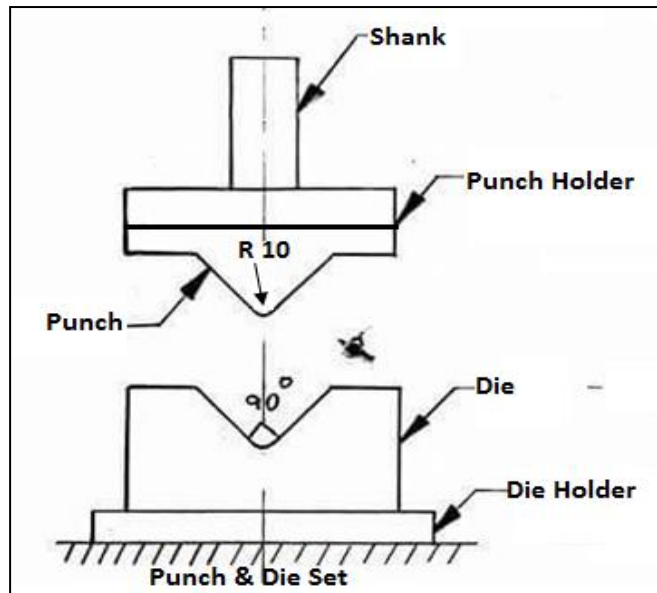 Shank
Punch Holder
R 10
Punch
90°
Die
Die Holder
Punch & Die Set